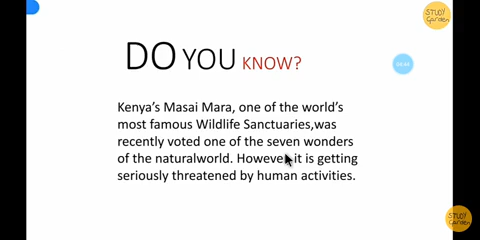 STUDY
Garden
DO YOU KNOW?
Kenya's Masai Mara, one of the world's
most famous Wildlife Sanctuaries,was
recently voted one of the seven wonders
of the naturalworld. However it is getting
seriously threatened by human activities.
STUDY
Garden